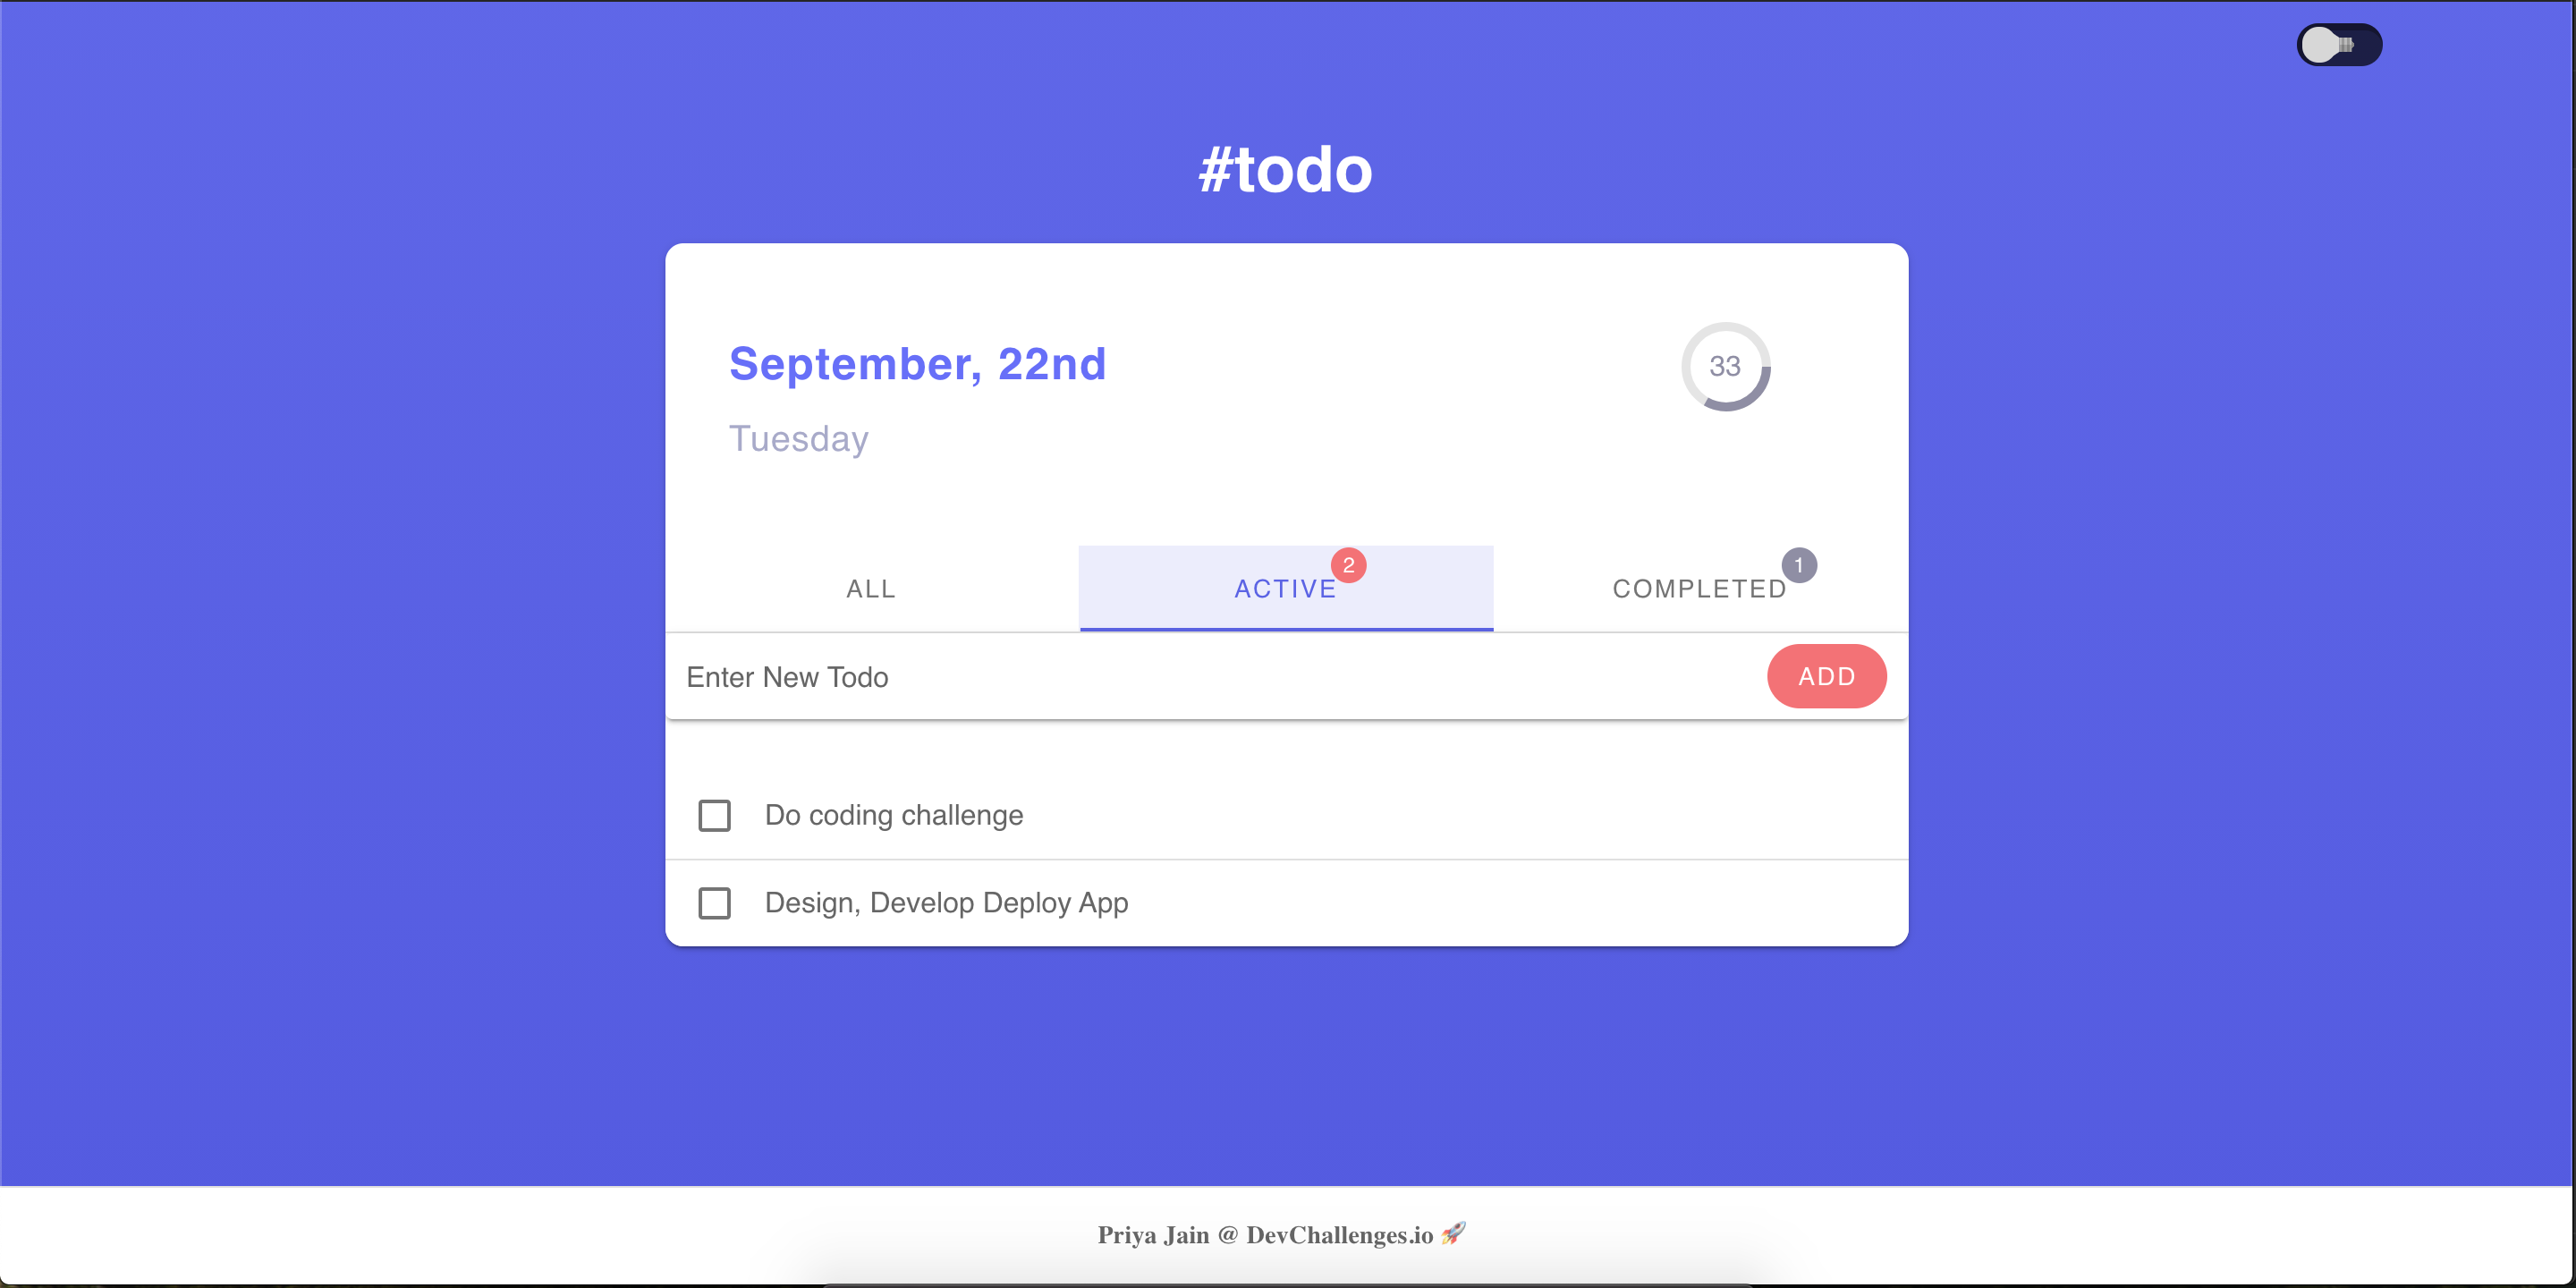 #todo
September, 22nd
33
Tuesday
ALL
ACTIVE 2
COMPLETED 1
Enter New Todo
ADD
Do coding challenge
Design, Develop Deploy App
Priya Jain @ DevChallenges.io 🚀